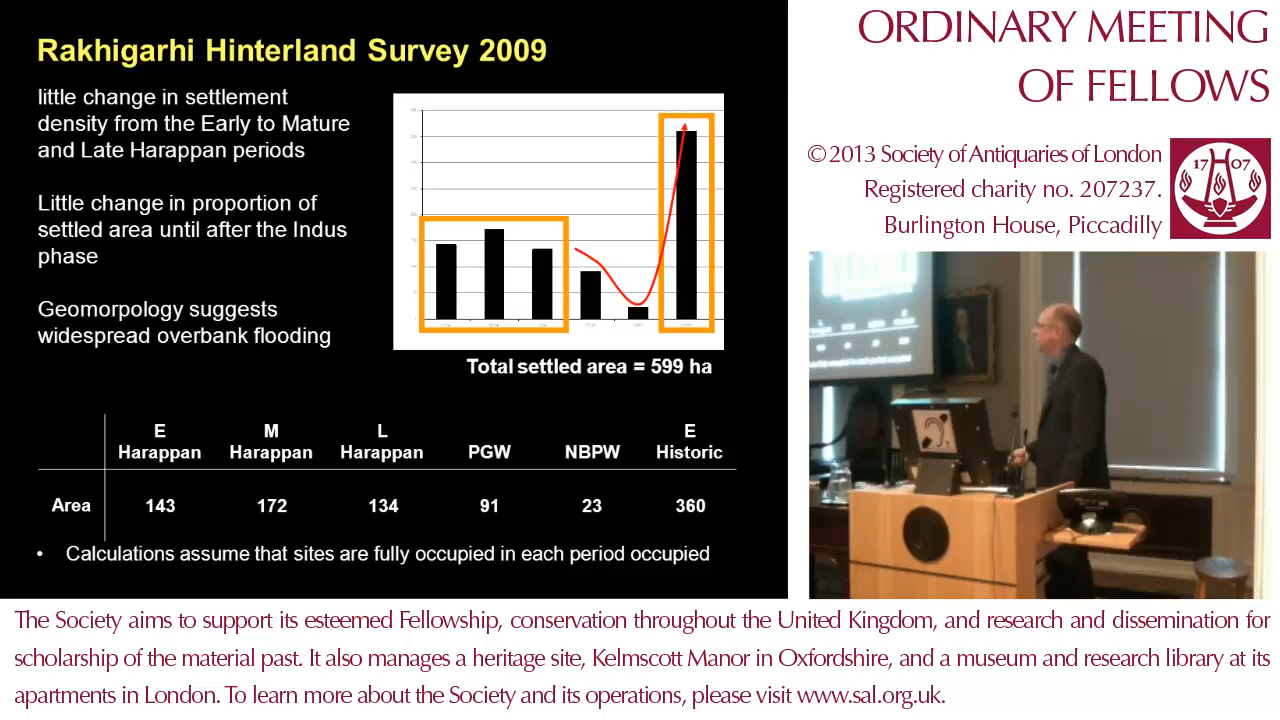 Rakhigarhi Hinterland Survey 2009
little change in settlement
density from the Early to Mature
and Late Harappan periods
Little change in proportion of
settled area until after the Indus
phase
Geomorpology suggests
widespread overbank flooding
Total settled area = 599 ha
E Harappan M Harappan L Harappan PGW NBPW E Historic
Area 143 172 134 91 23 360
• Calculations assume that sites are fully occupied in each period occupied
ORDINARY MEETING
OF FELLOWS
© 2013 Society of Antiquaries of London
Registered charity no. 207237.
Burlington House, Piccadilly
17 07
The Society aims to support its esteemed Fellowship, conservation throughout the United Kingdom, and research and dissemination for
scholarship of the material past. It also manages a heritage site, Kelmscott Manor in Oxfordshire, and a museum and research library at its
apartments in London. To learn more about the Society and its operations, please visit www.sal.org.uk.